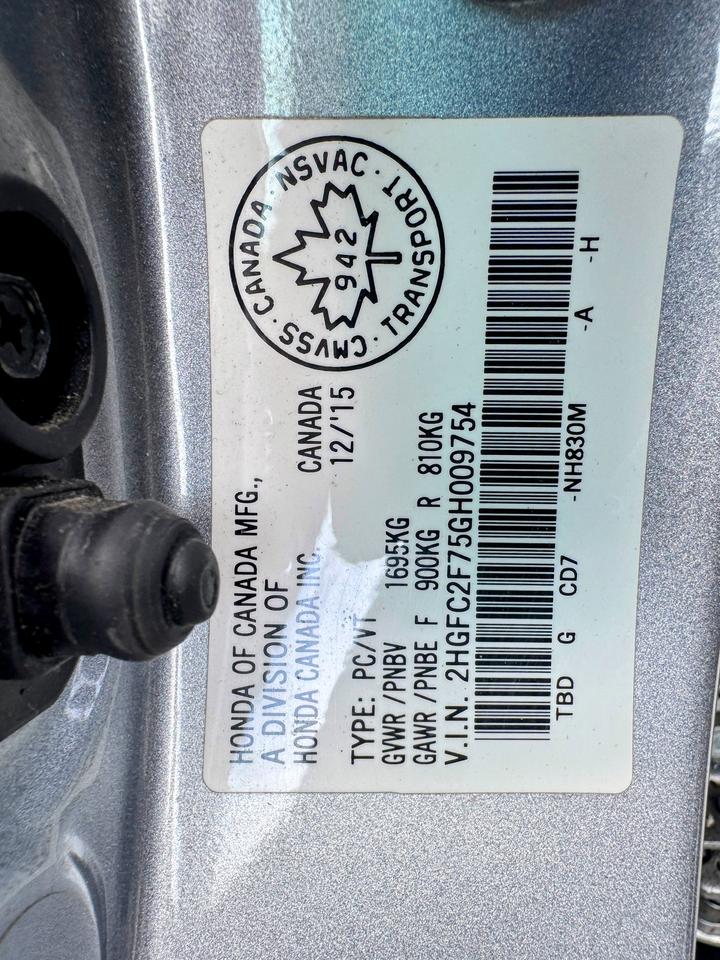 HONDA OF CANADA MFG.,
A DIVISION OF
HONDA CANADA INC.
CANADA
12/'15
CMVSS · CANADA · NSVAC · TRANSPORT ·
942
TYPE: PC/VT
GVWR /PNBV 1695KG
GAWR /PNBE F 900KG R 810KG
V.I.N. 2HGFC2F75GH009754
TBD G CD7 -NH830M -A -H